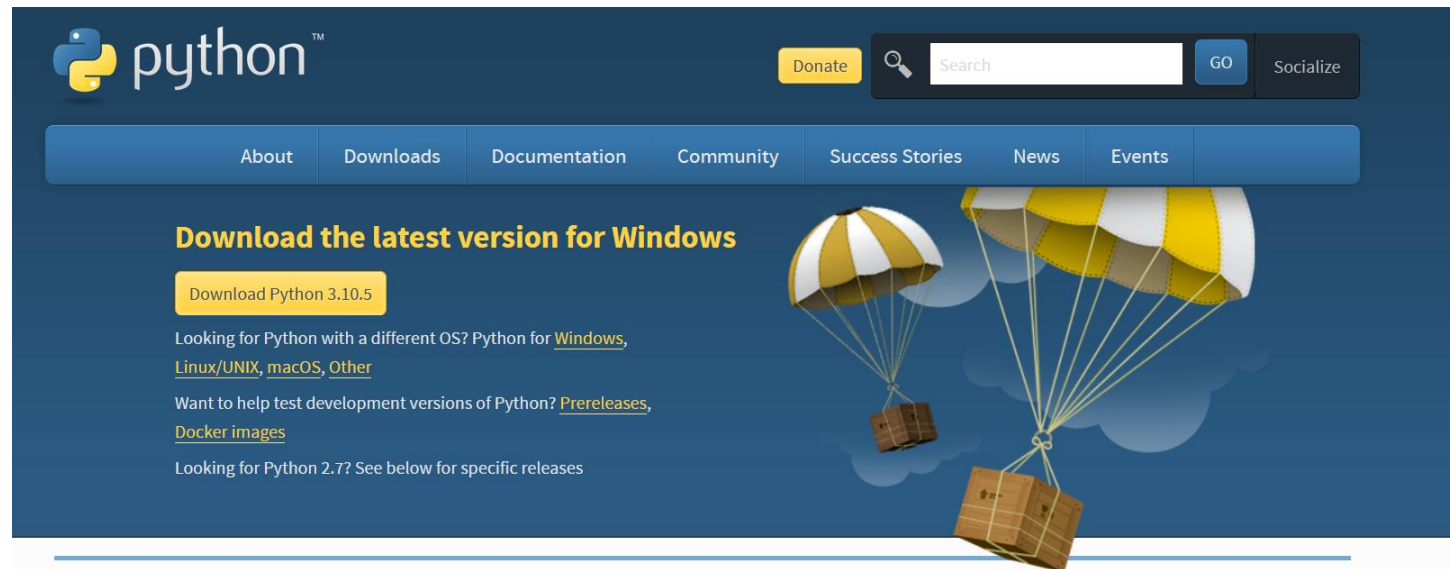 python™
Donate
Search
GO
Socialize
About
Downloads
Documentation
Community
Success Stories
News
Events
Download the latest version for Windows
Download Python 3.10.5
Looking for Python with a different OS? Python for Windows,
Linux/UNIX, macOS, Other
Want to help test development versions of Python? Prereleases,
Docker images
Looking for Python 2.7? See below for specific releases